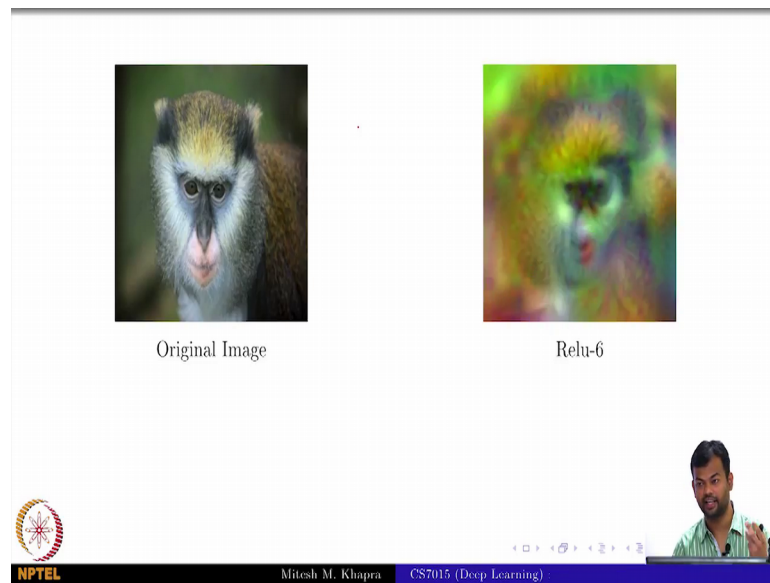 Original Image
Relu-6
NPTEL
Mitesh M. Khapra
CS7015 (Deep Learning)